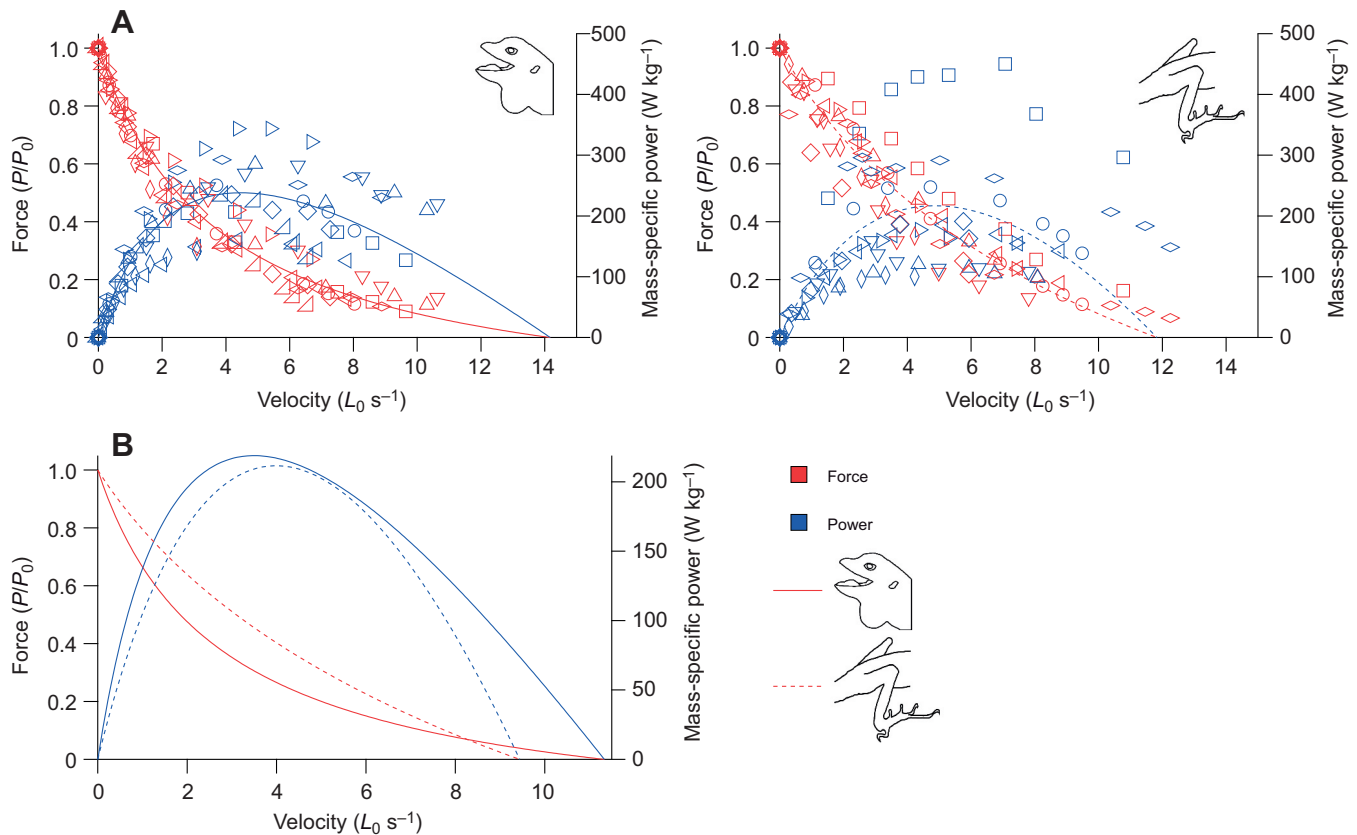 A
1.0
0.8
0.6
0.4
0.2
0
Force (P/P₀)
500
400
300
200
100
0
Mass-specific power (W kg⁻¹)
0 2 4 6 8 10 12 14
Velocity (L₀ s⁻¹)
1.0
0.8
0.6
0.4
0.2
0
Force (P/P₀)
500
400
300
200
100
0
Mass-specific power (W kg⁻¹)
0 2 4 6 8 10 12 14
Velocity (L₀ s⁻¹)
B
1.0
0.8
0.6
0.4
0.2
0
Force (P/P₀)
200
150
100
50
0
Mass-specific power (W kg⁻¹)
0 2 4 6 8 10
Velocity (L₀ s⁻¹)
Force
Power